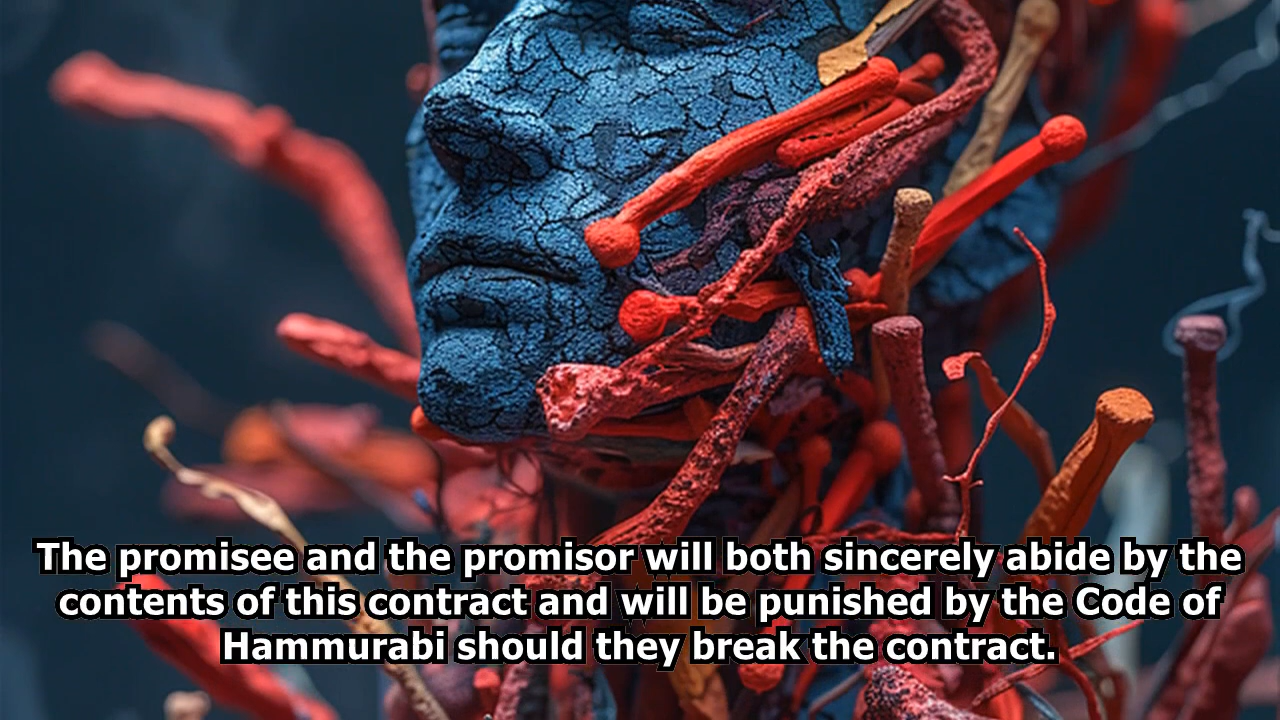 The promisee and the promisor will both sincerely abide by the
contents of this contract and will be punished by the Code of
Hammurabi should they break the contract.